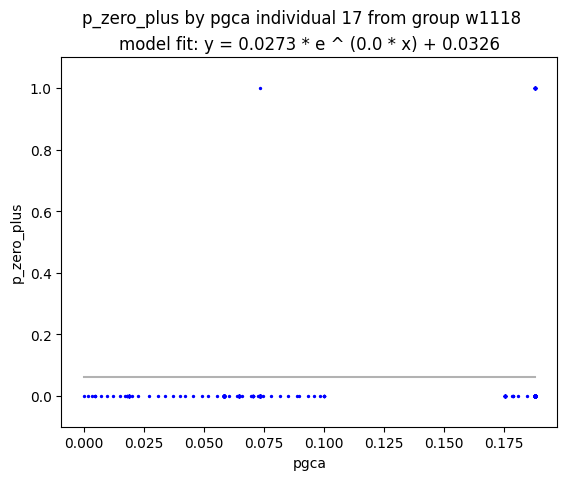 p_zero_plus by pgca individual 17 from group w1118
model fit: y = 0.0273 * e ^ (0.0 * x) + 0.0326
1.0
0.8
0.6
0.4
0.2
0.0
p_zero_plus
0.000 0.025 0.050 0.075 0.100 0.125 0.150 0.175
pgca